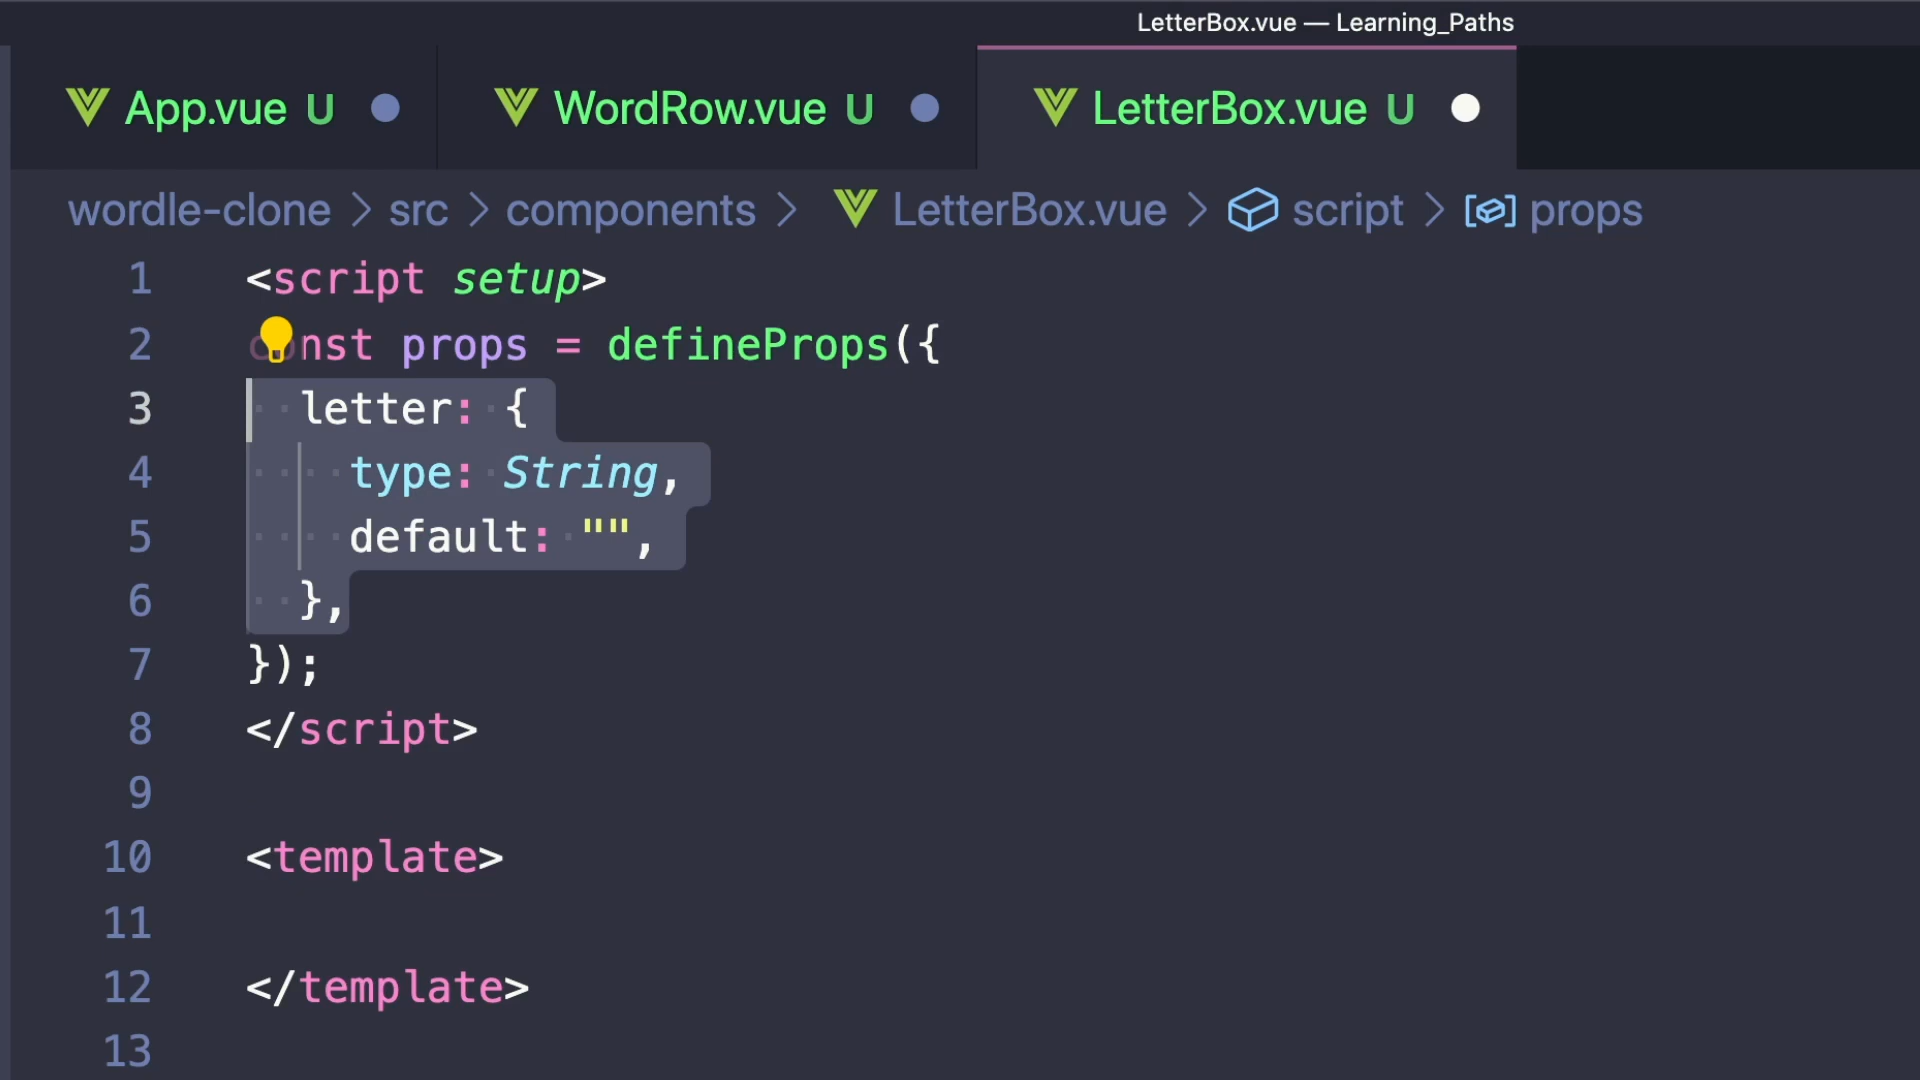 LetterBox.vue — Learning_Paths
App.vue U WordRow.vue U LetterBox.vue U
wordle-clone > src > components > LetterBox.vue > script > props
1 <script setup>
2 const props = defineProps({
3 letter: {
4 type: String,
5 default: "",
6 },
7 });
8 </script>
9
10 <template>
11
12 </template>
13